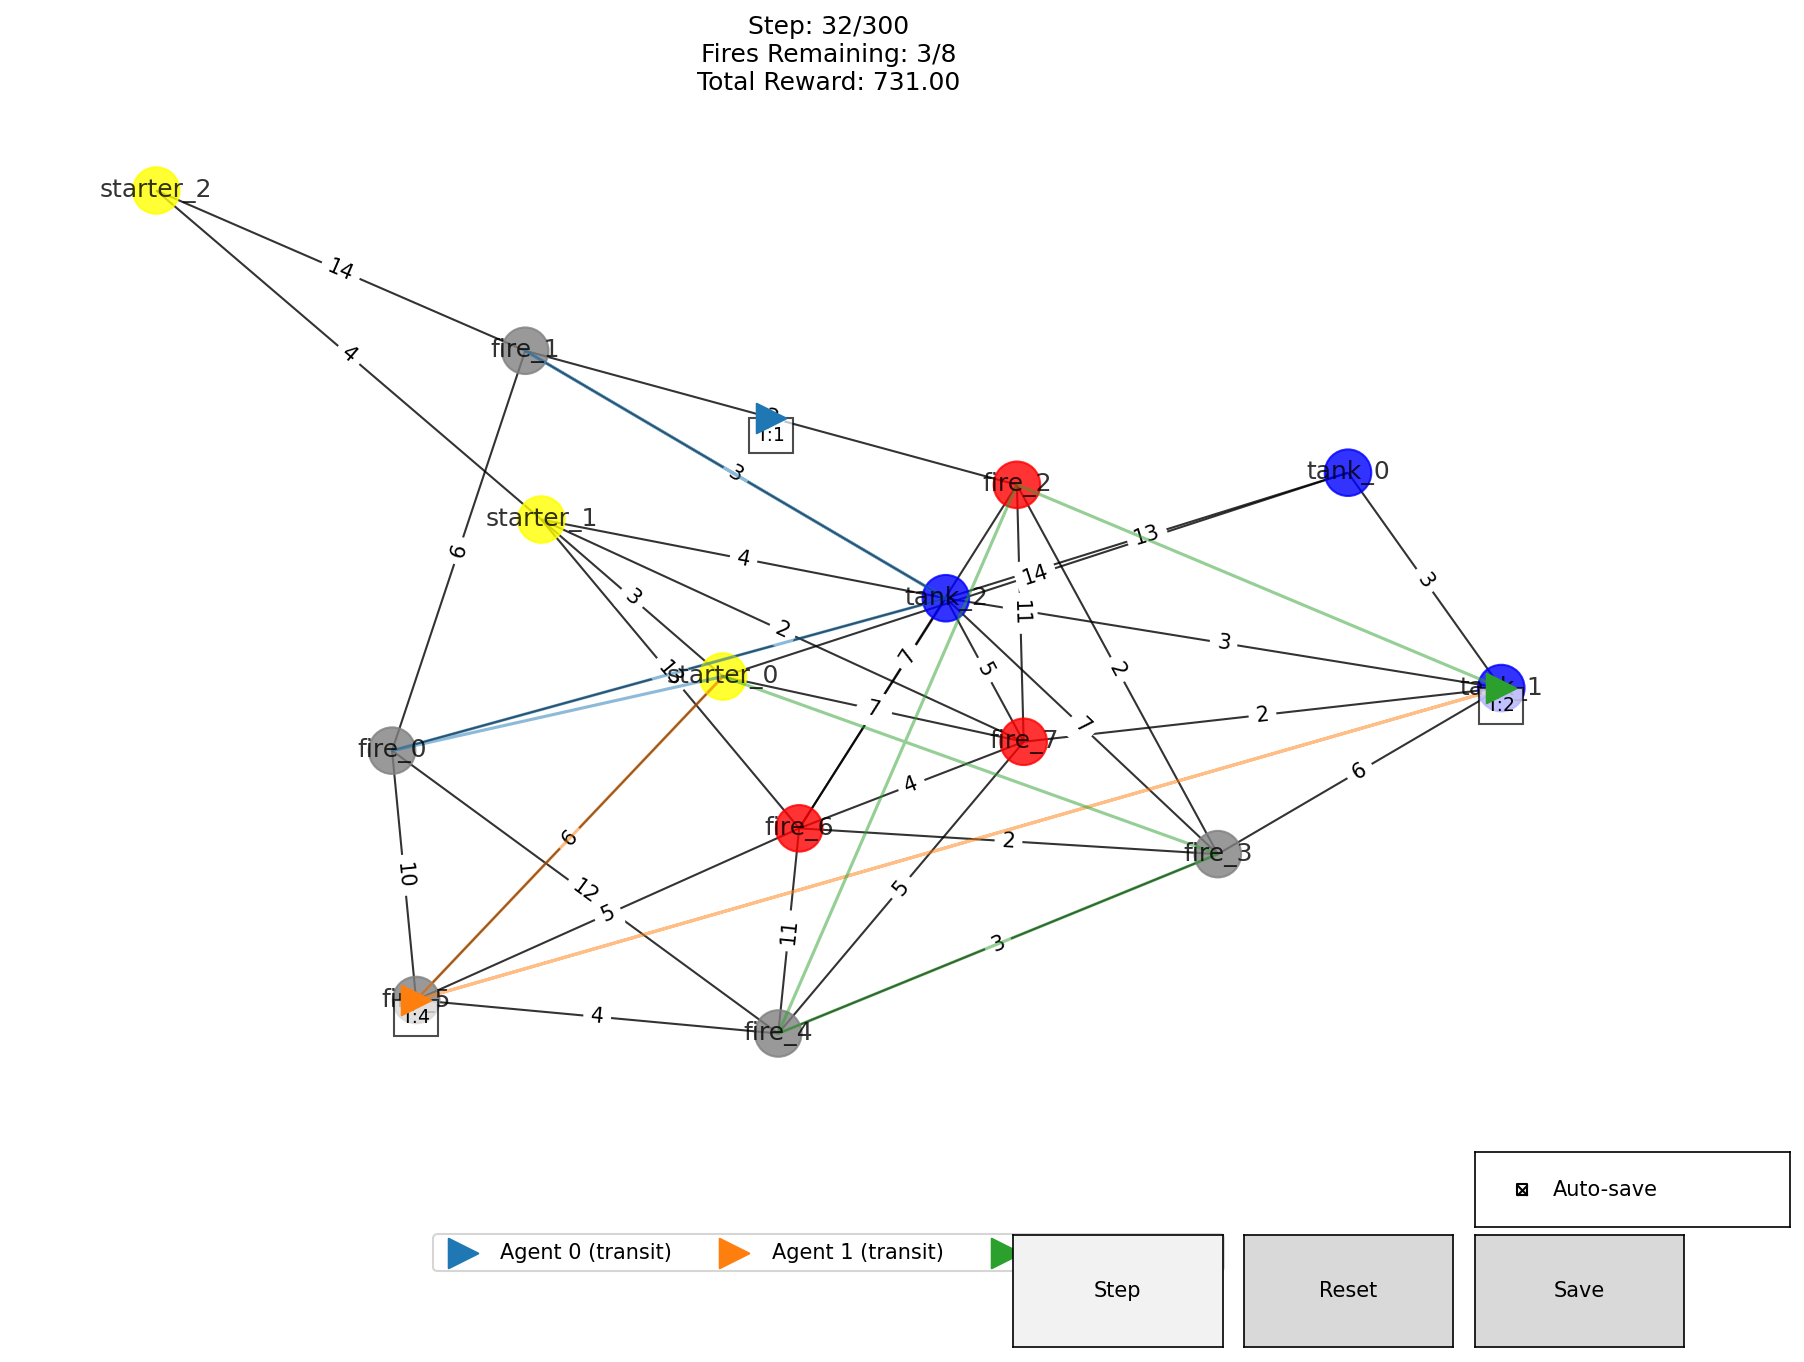 Step: 32/300
Fires Remaining: 3/8
Total Reward: 731.00
starter_2
14
4
fire_1
T:1
3
fire_2
tank_0
starter_1
13
6
4
14
3
3
tank_2
11
2
3
7
2
starter_0
5
7
7
2
tank_1
T:2
fire_0
fire_7
4
6
6
fire_6
2
fire_3
10
12
5
5
11
3
T:4
4
fire_4
Auto-save
Agent 0 (transit)
Agent 1 (transit)
Step
Reset
Save